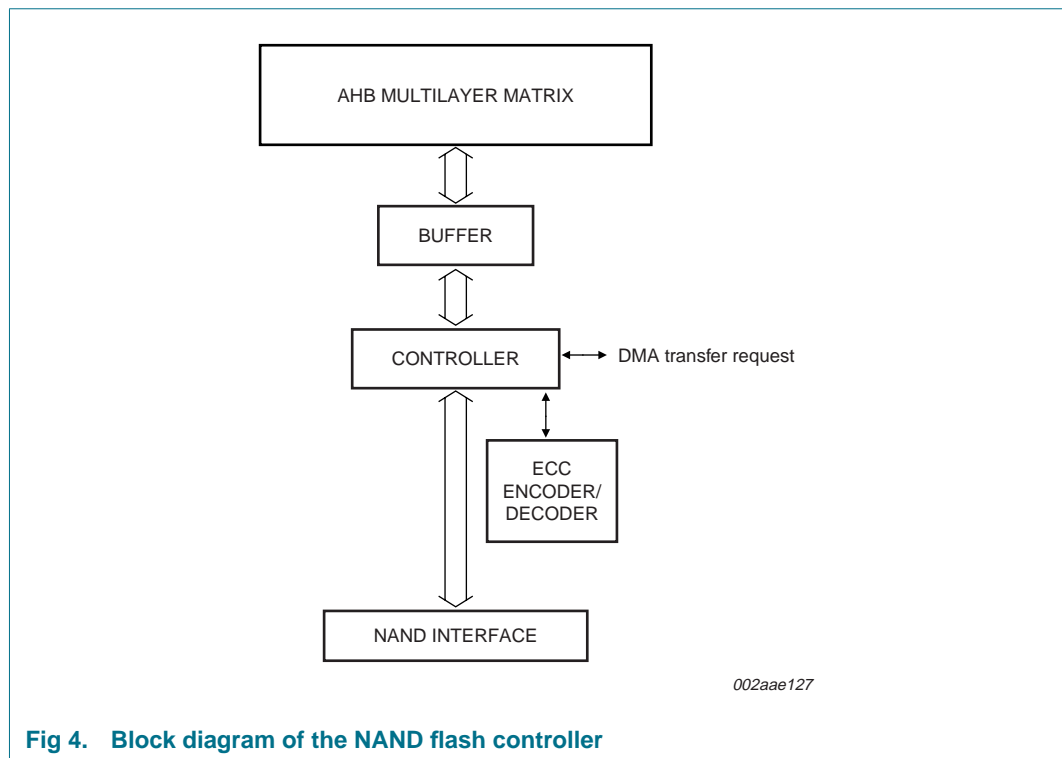 AHB MULTILAYER MATRIX
BUFFER
CONTROLLER
DMA transfer request
ECC
ENCODER/
DECODER
NAND INTERFACE
002aae127
Fig 4. Block diagram of the NAND flash controller